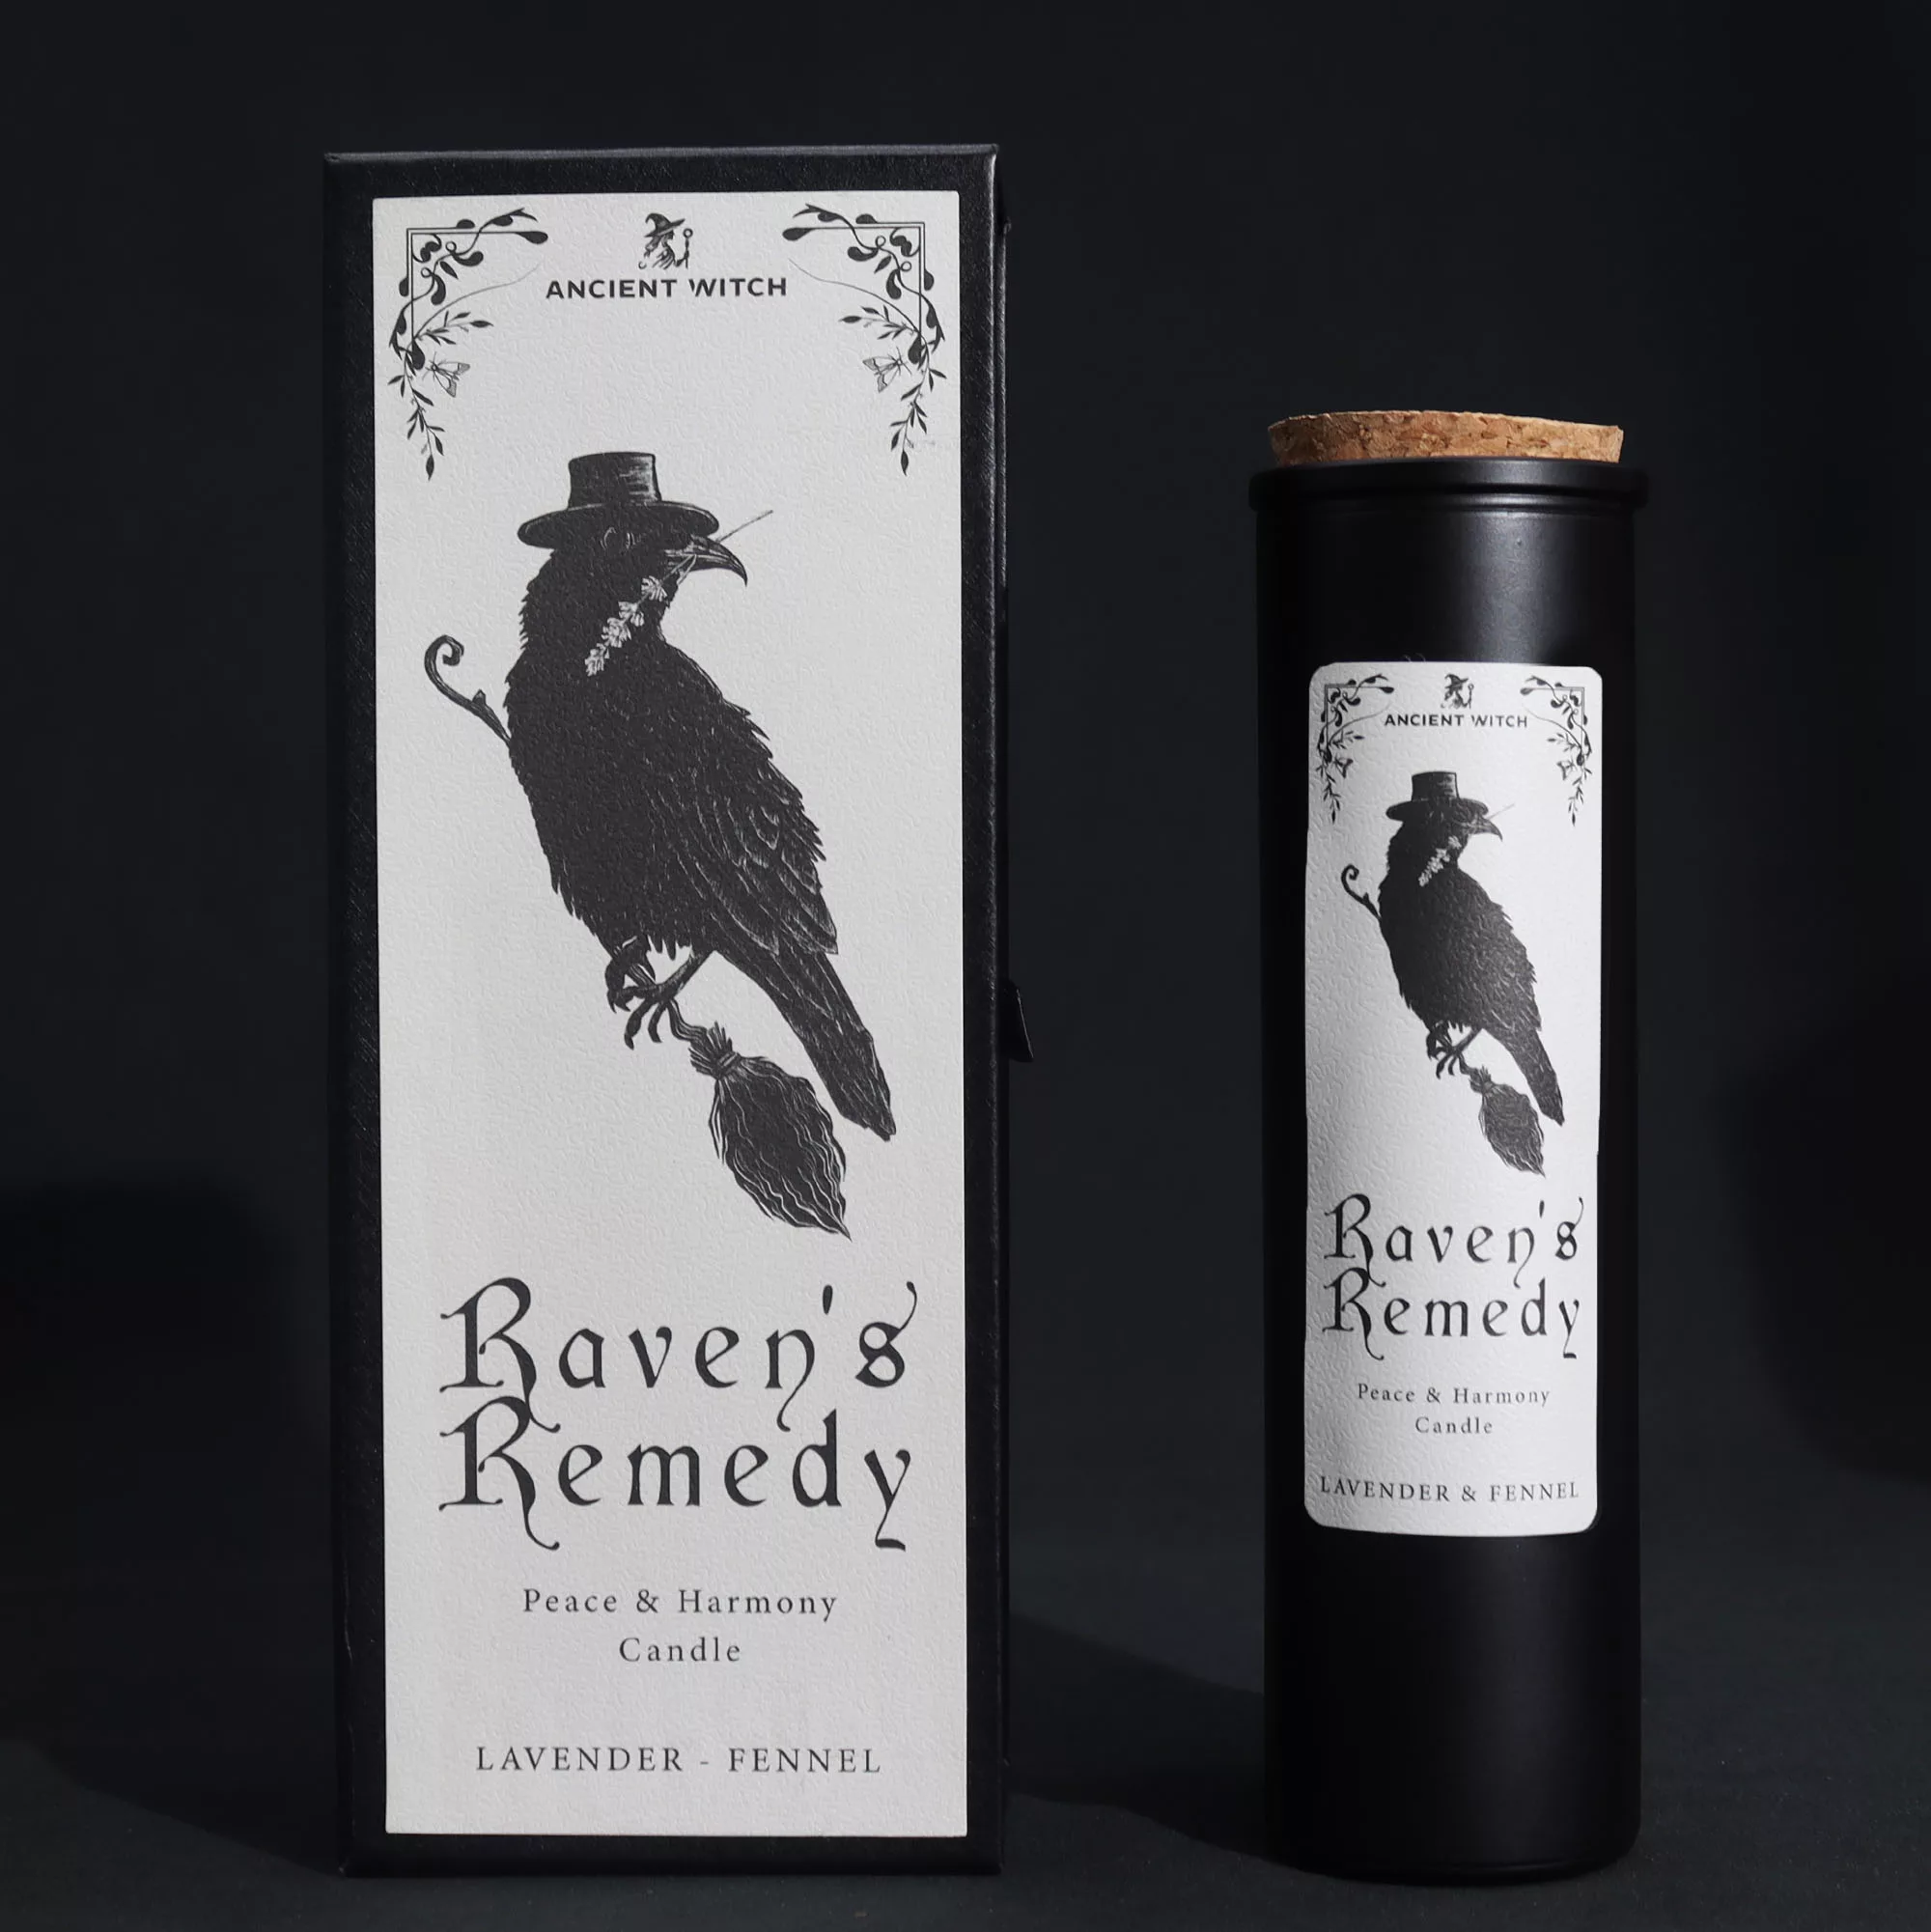 ANCIENT WITCH
Raven's
Remedy
Peace & Harmony
Candle
LAVENDER - FENNEL
ANCIENT WITCH
Raven's
Remedy
Peace & Harmony
Candle
LAVENDER & FENNEL